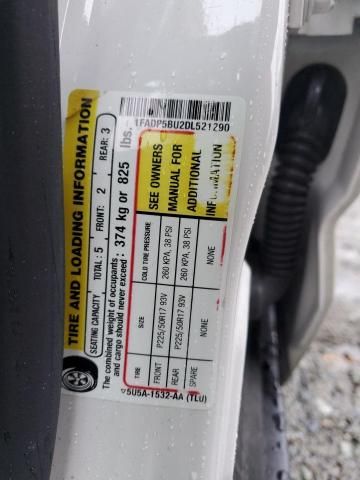 TIRE AND LOADING INFORMATION
SEATING CAPACITY TOTAL: 5 FRONT: 2 REAR: 3
The combined weight of occupants and cargo should never exceed: 374 kg or 825 lbs.
TIRE SIZE COLD TIRE PRESSURE
FRONT P225/50R17 93V 260 KPA, 38 PSI
REAR P225/50R17 93V 260 KPA, 38 PSI
SPARE NONE NONE
SEE OWNERS
MANUAL FOR
ADDITIONAL
INFORMATION
5U5A-1532-AA (TLU)
1FADP5BU2DL521290